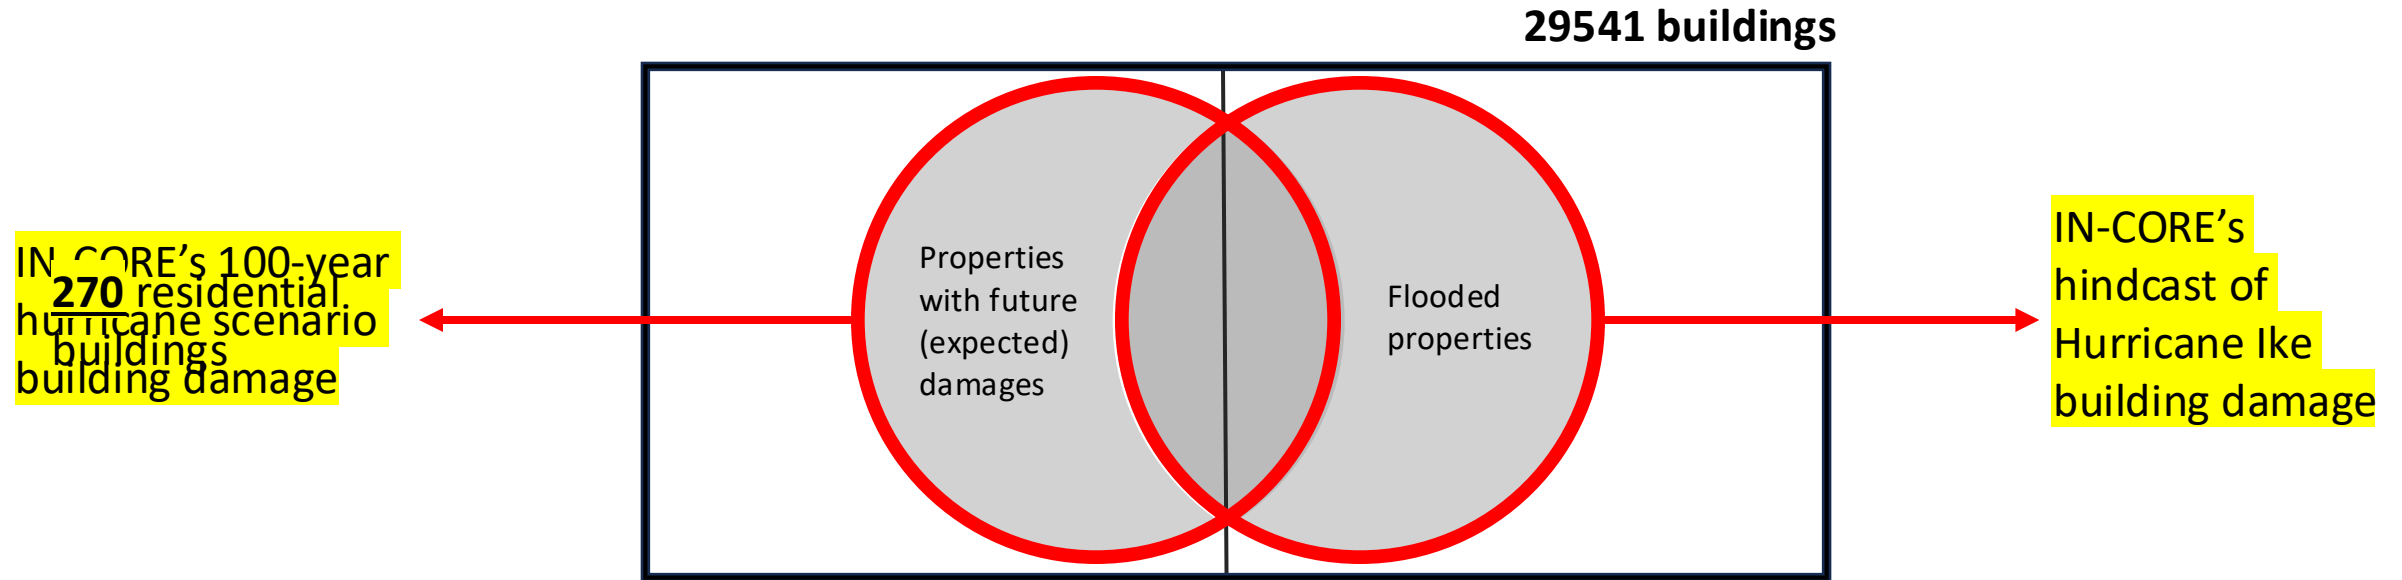 29541 buildings
IN-CORE’s 100-year
hurricane scenario
building damage
270 residential
buildings
Properties
with future
(expected)
damages
Flooded
properties
IN-CORE’s
hindcast of
Hurricane Ike
building damage